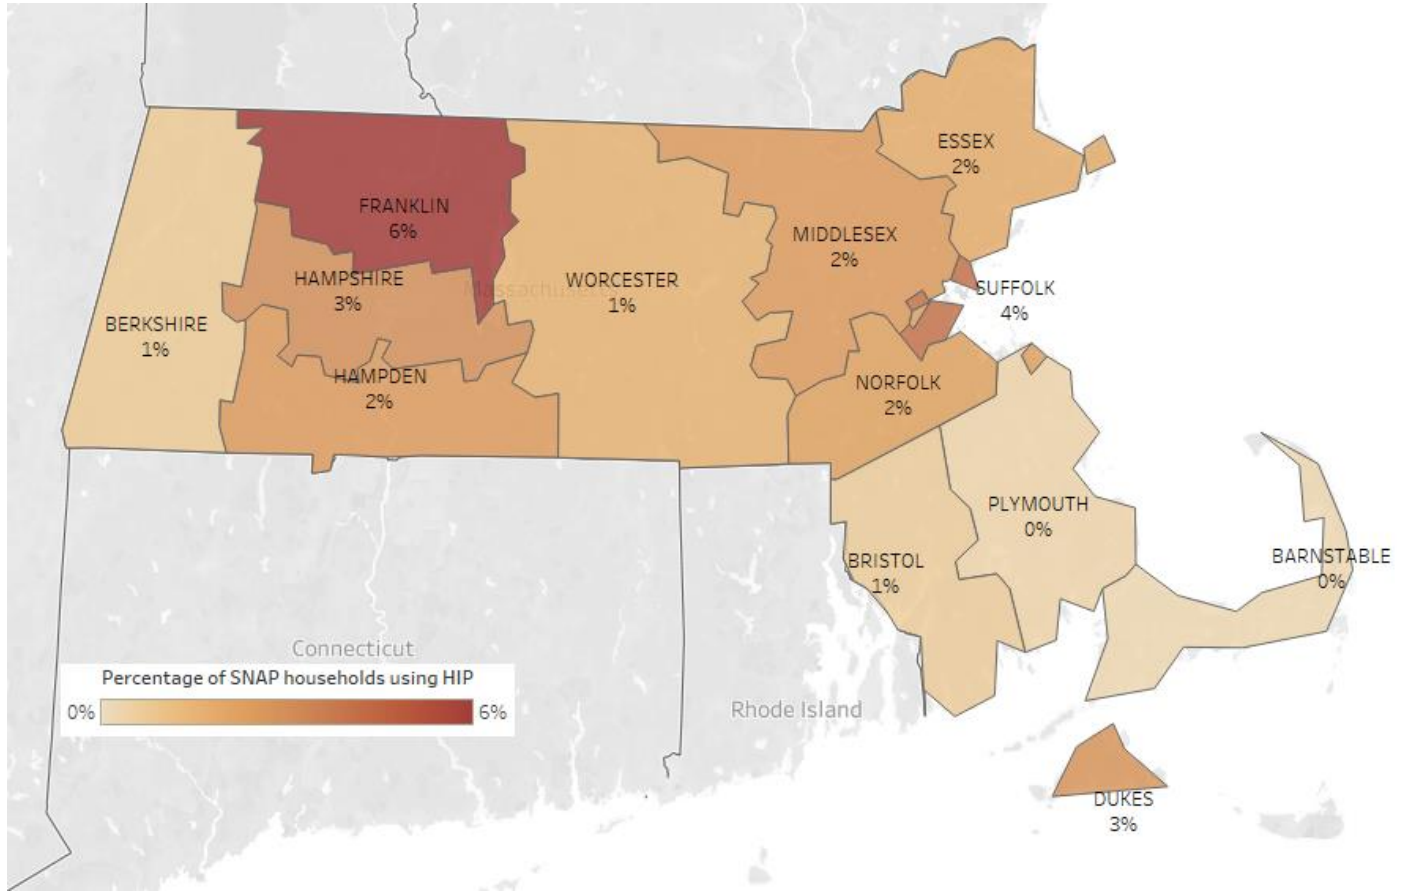 ESSEX
2%
FRANKLIN
6%
MIDDLESEX
2%
HAMPSHIRE
3%
Massachusetts
WORCESTER
1%
SUFFOLK
4%
BERKSHIRE
1%
HAMPDEN
2%
NORFOLK
2%
PLYMOUTH
0%
BRISTOL
1%
BARNSTABLE
0%
Connecticut
Percentage of SNAP households using HIP
0%
6%
Rhode Island
DUKES
3%